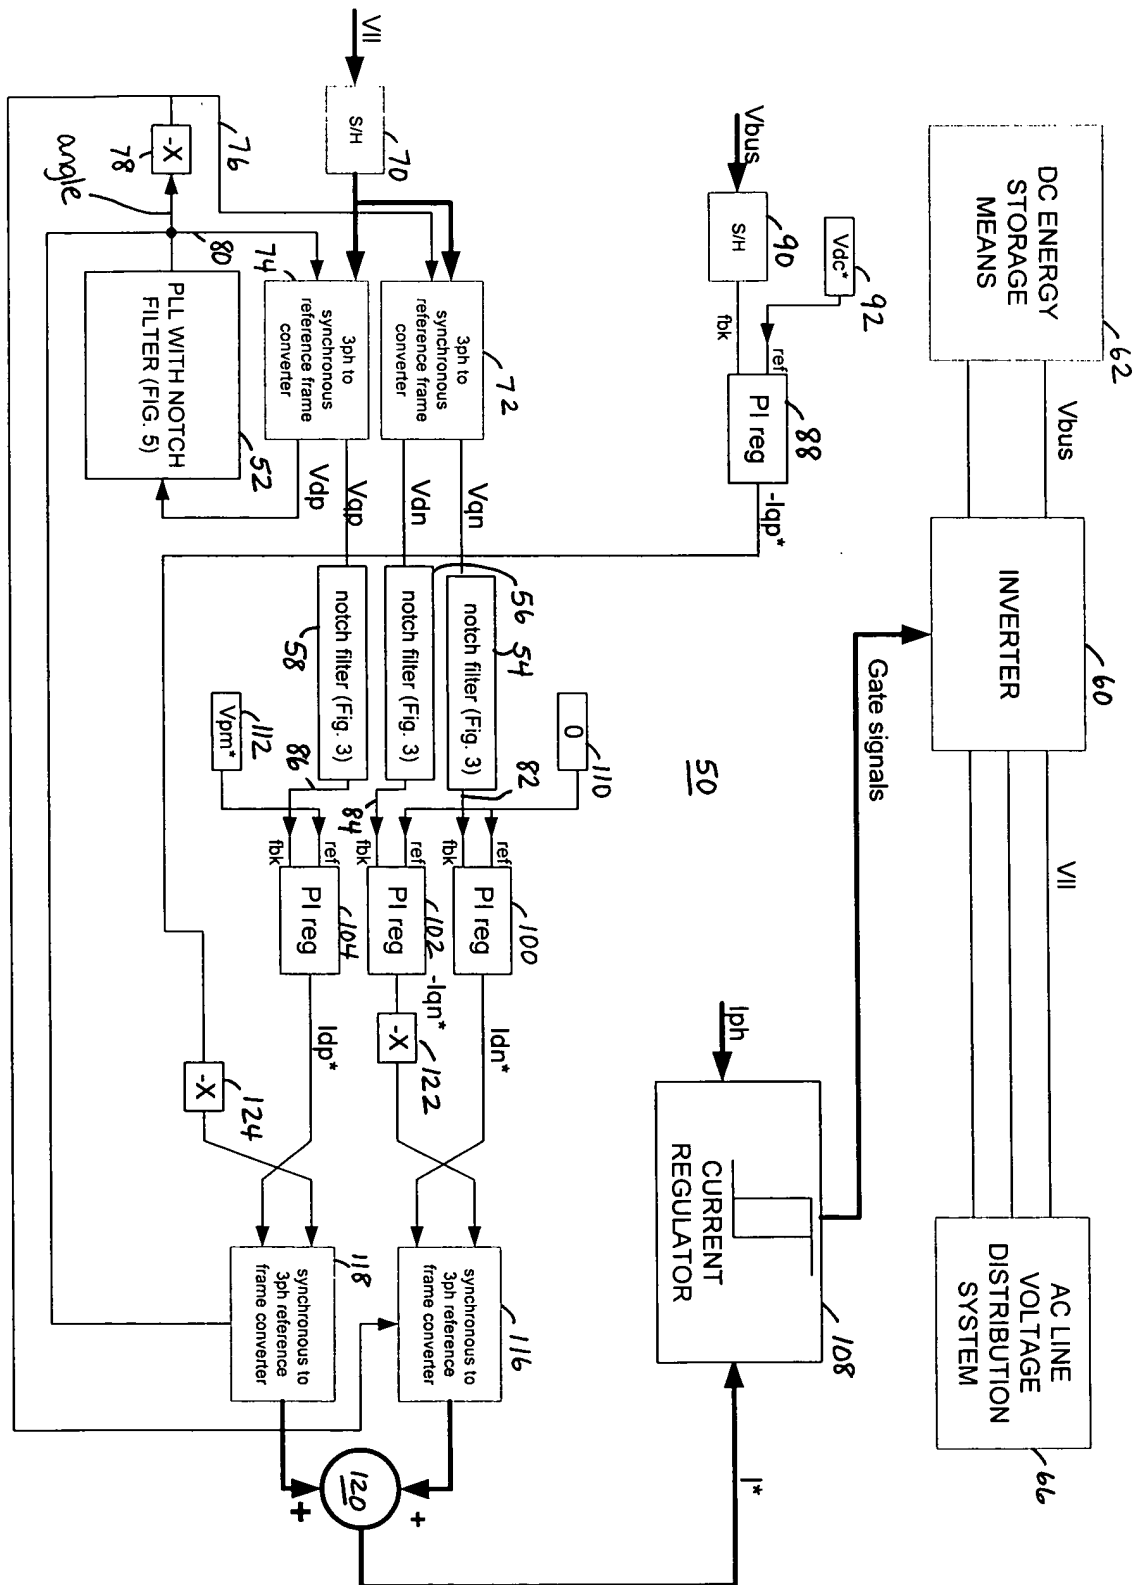 DC ENERGY
STORAGE
MEANS
62
Vbus
INVERTER
60
Vll
AC LINE
VOLTAGE
DISTRIBUTION
SYSTEM
66
Gate signals
50
Iph
CURRENT
REGULATOR
108
I*
Vbus
S/H
90
Vdc*
92
fbk
ref
PI reg
88
-Iqp*
Vll
S/H
70
3ph to
synchronous
reference frame
converter
72
3ph to
synchronous
reference frame
converter
74
76
-X
78
angle
80
PLL WITH NOTCH
FILTER (FIG. 5)
52
Vqn
Vdn
Vqp
Vdp
notch filter (Fig. 3)
54
notch filter (Fig. 3)
56
notch filter (Fig. 3)
58
0
110
Vpm*
112
82
84
86
ref
fbk
PI reg
100
ref
fbk
PI reg
102
ref
fbk
PI reg
104
Idn*
-Iqn*
-X
122
Idp*
-X
124
synchronous to
3ph reference
frame converter
116
synchronous to
3ph reference
frame converter
118
+
+
120